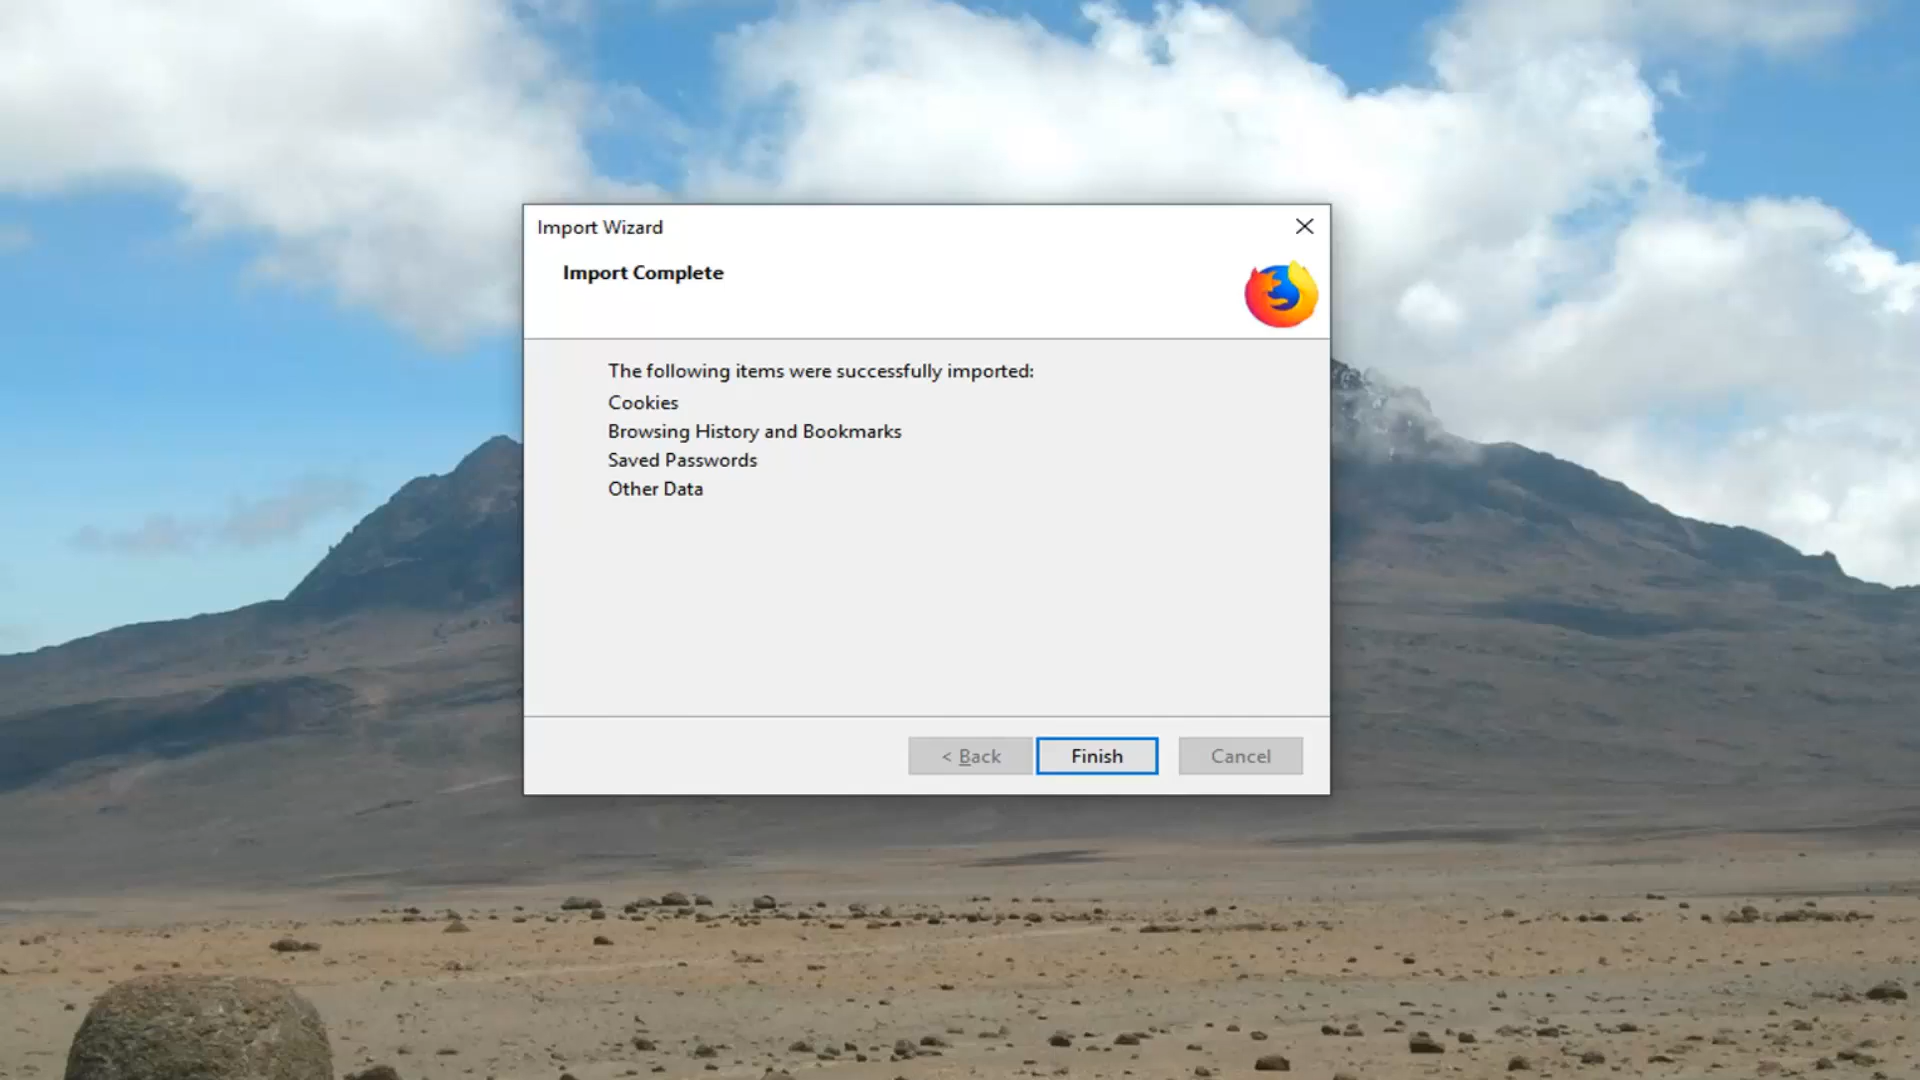 Import Wizard
Import Complete
The following items were successfully imported:
Cookies
Browsing History and Bookmarks
Saved Passwords
Other Data
< Back
Finish
Cancel